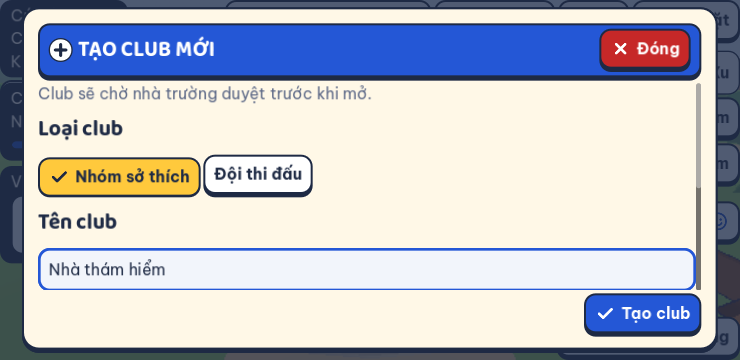 TẠO CLUB MỚI
Đóng
Club sẽ chờ nhà trường duyệt trước khi mở.
Loại club
Nhóm sở thích
Đội thi đấu
Tên club
Nhà thám hiểm
Tạo club